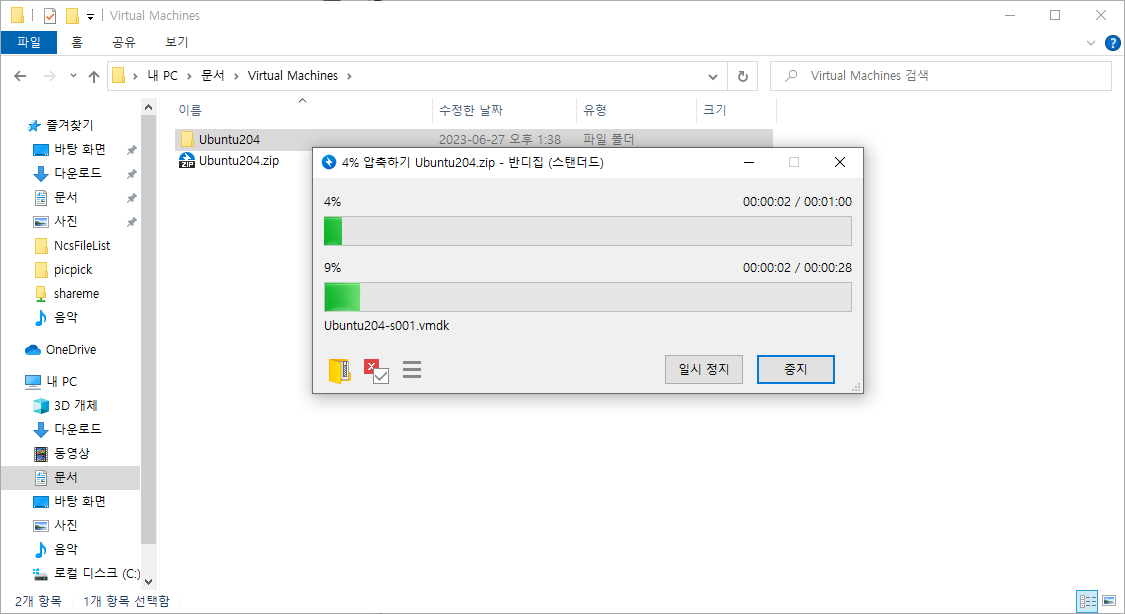 Virtual Machines
파일 홈 공유 보기
내 PC 문서 Virtual Machines
Virtual Machines 검색
이름 수정한 날짜 유형 크기
Ubuntu204 2023-06-27 오후 1:38 파일 폴더
Ubuntu204.zip
즐겨찾기
바탕 화면
다운로드
문서
사진
NcsFileList
picpick
shareme
음악
OneDrive
내 PC
3D 개체
다운로드
동영상
문서
바탕 화면
사진
음악
로컬 디스크 (C:)
4% 압축하기 Ubuntu204.zip - 반디집 (스탠더드)
4% 00:00:02 / 00:01:00
9% 00:00:02 / 00:00:28
Ubuntu204-s001.vmdk
일시 정지 중지
2개 항목 1개 항목 선택함